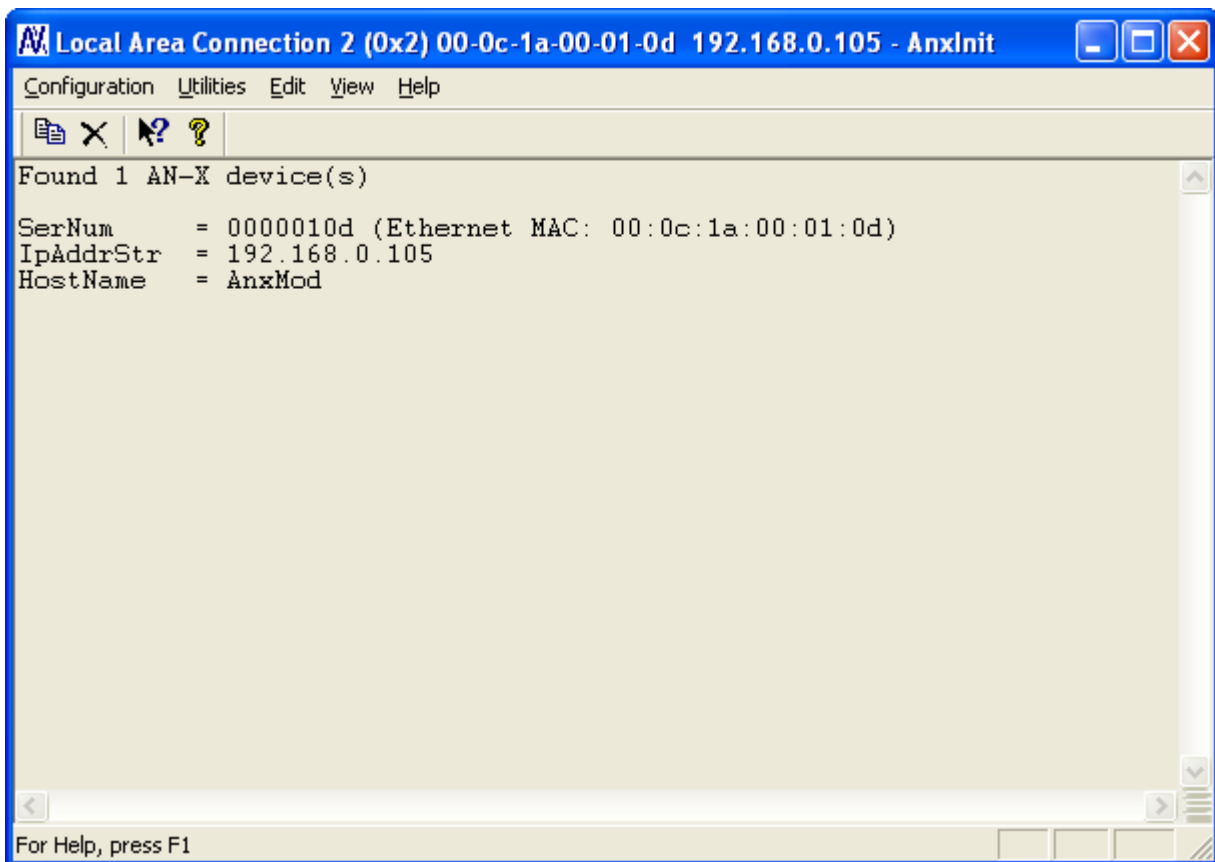 Local Area Connection 2 (0x2) 00-0c-1a-00-01-0d 192.168.0.105 - AnxInit
Configuration Utilities Edit View Help
Found 1 AN-X device(s)
SerNum = 0000010d (Ethernet MAC: 00:0c:1a:00:01:0d)
IpAddrStr = 192.168.0.105
HostName = AnxMod
For Help, press F1